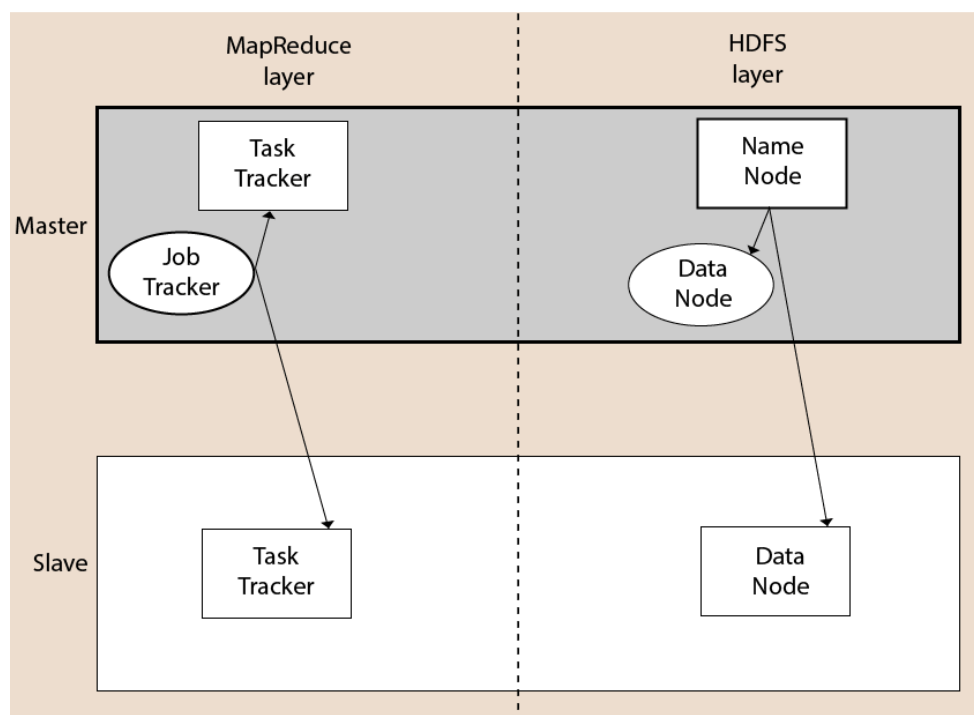 MapReduce
layer
HDFS
layer
Master
Task
Tracker
Name
Node
Job
Tracker
Data
Node
Slave
Task
Tracker
Data
Node